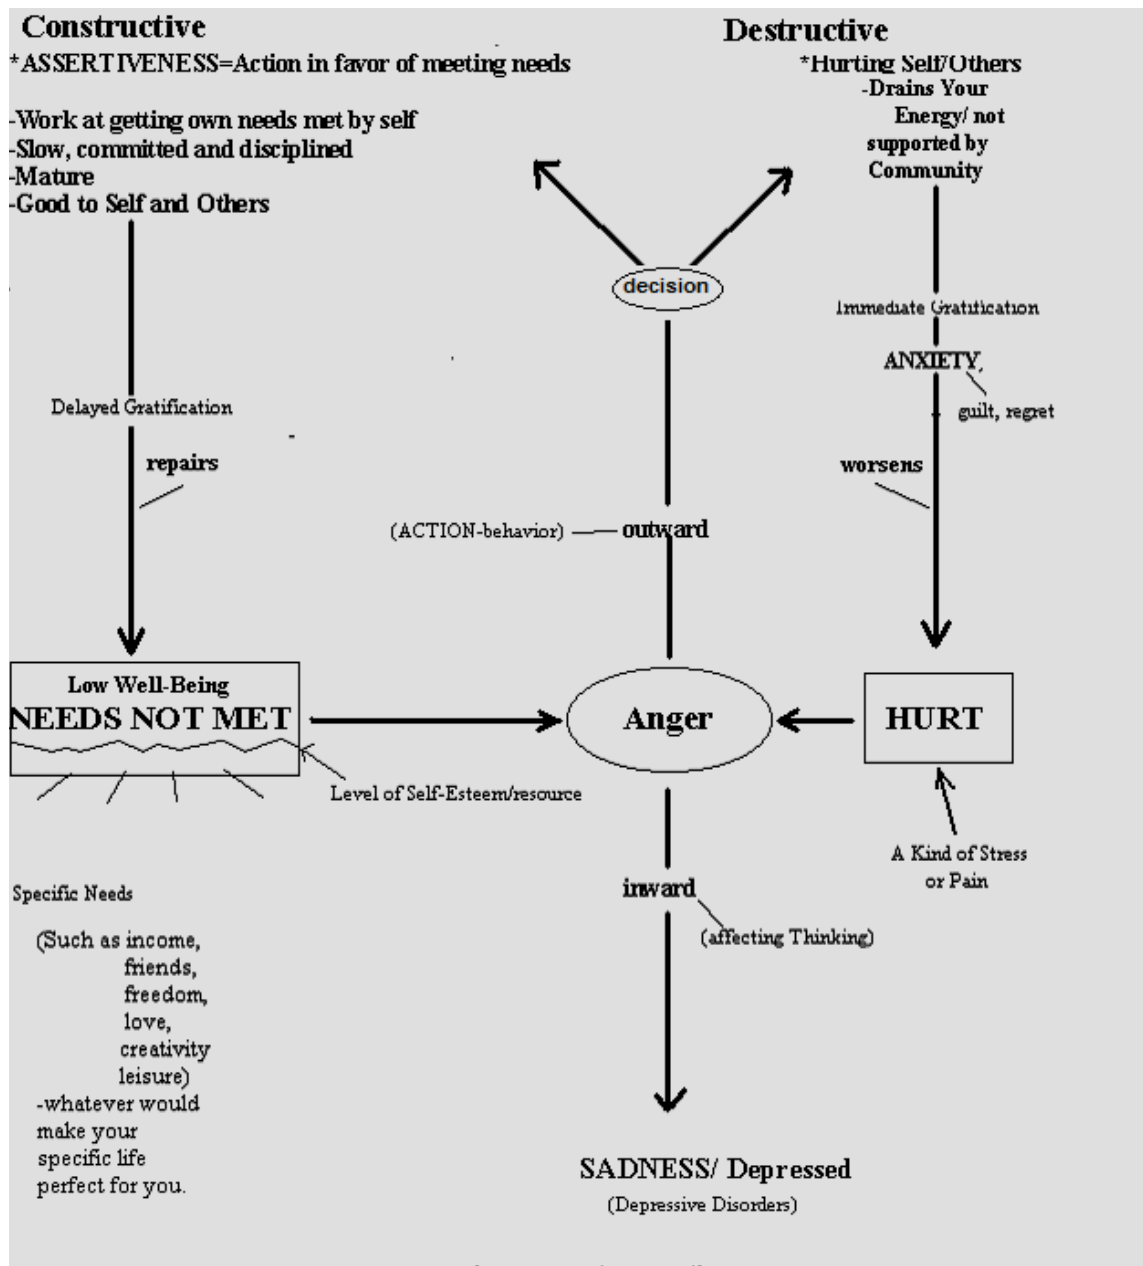 Constructive
*ASSERTIVENESS=Action in favor of meeting needs
-Work at getting own needs met by self
-Slow, committed and disciplined
-Mature
-Good to Self and Others
Destructive
*Hurting Self/Others
-Drains Your
Energy/ not
supported by
Community
decision
Immediate Gratification
ANXIETY
guilt, regret
Delayed Gratification
repairs
worsens
(ACTION-behavior)
outward
Low Well-Being
NEEDS NOT MET
Anger
HURT
Level of Self-Esteem/resource
A Kind of Stress
or Pain
inward
(affecting Thinking)
Specific Needs
(Such as income,
friends,
freedom,
love,
creativity
leisure)
-whatever would
make your
specific life
perfect for you.
SADNESS/ Depressed
(Depressive Disorders)